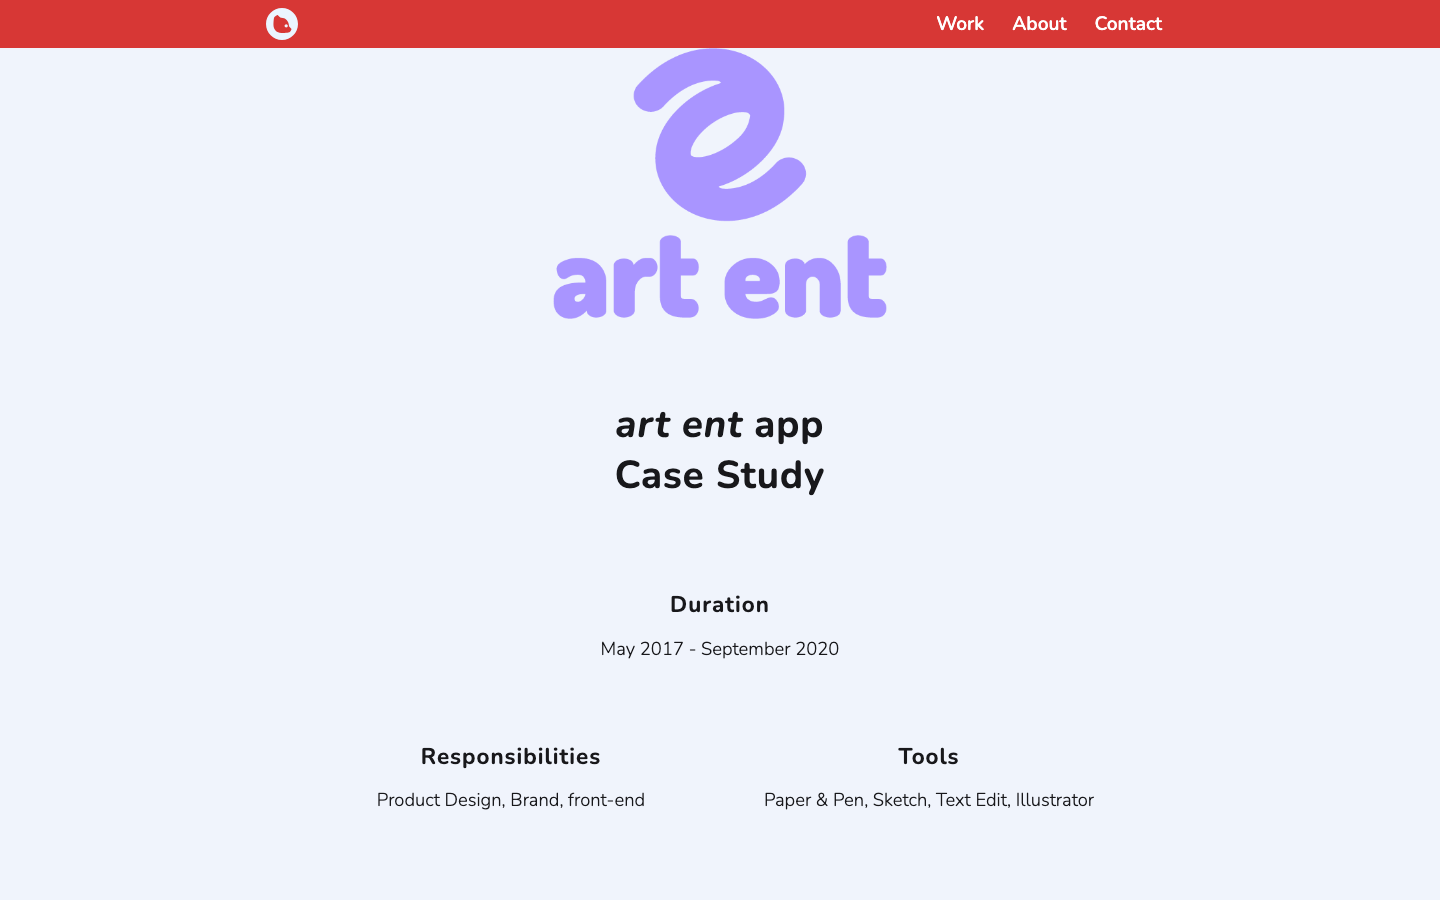 Work About Contact
art ent
art ent app
Case Study
Duration
May 2017 - September 2020
Responsibilities
Product Design, Brand, front-end
Tools
Paper & Pen, Sketch, Text Edit, Illustrator